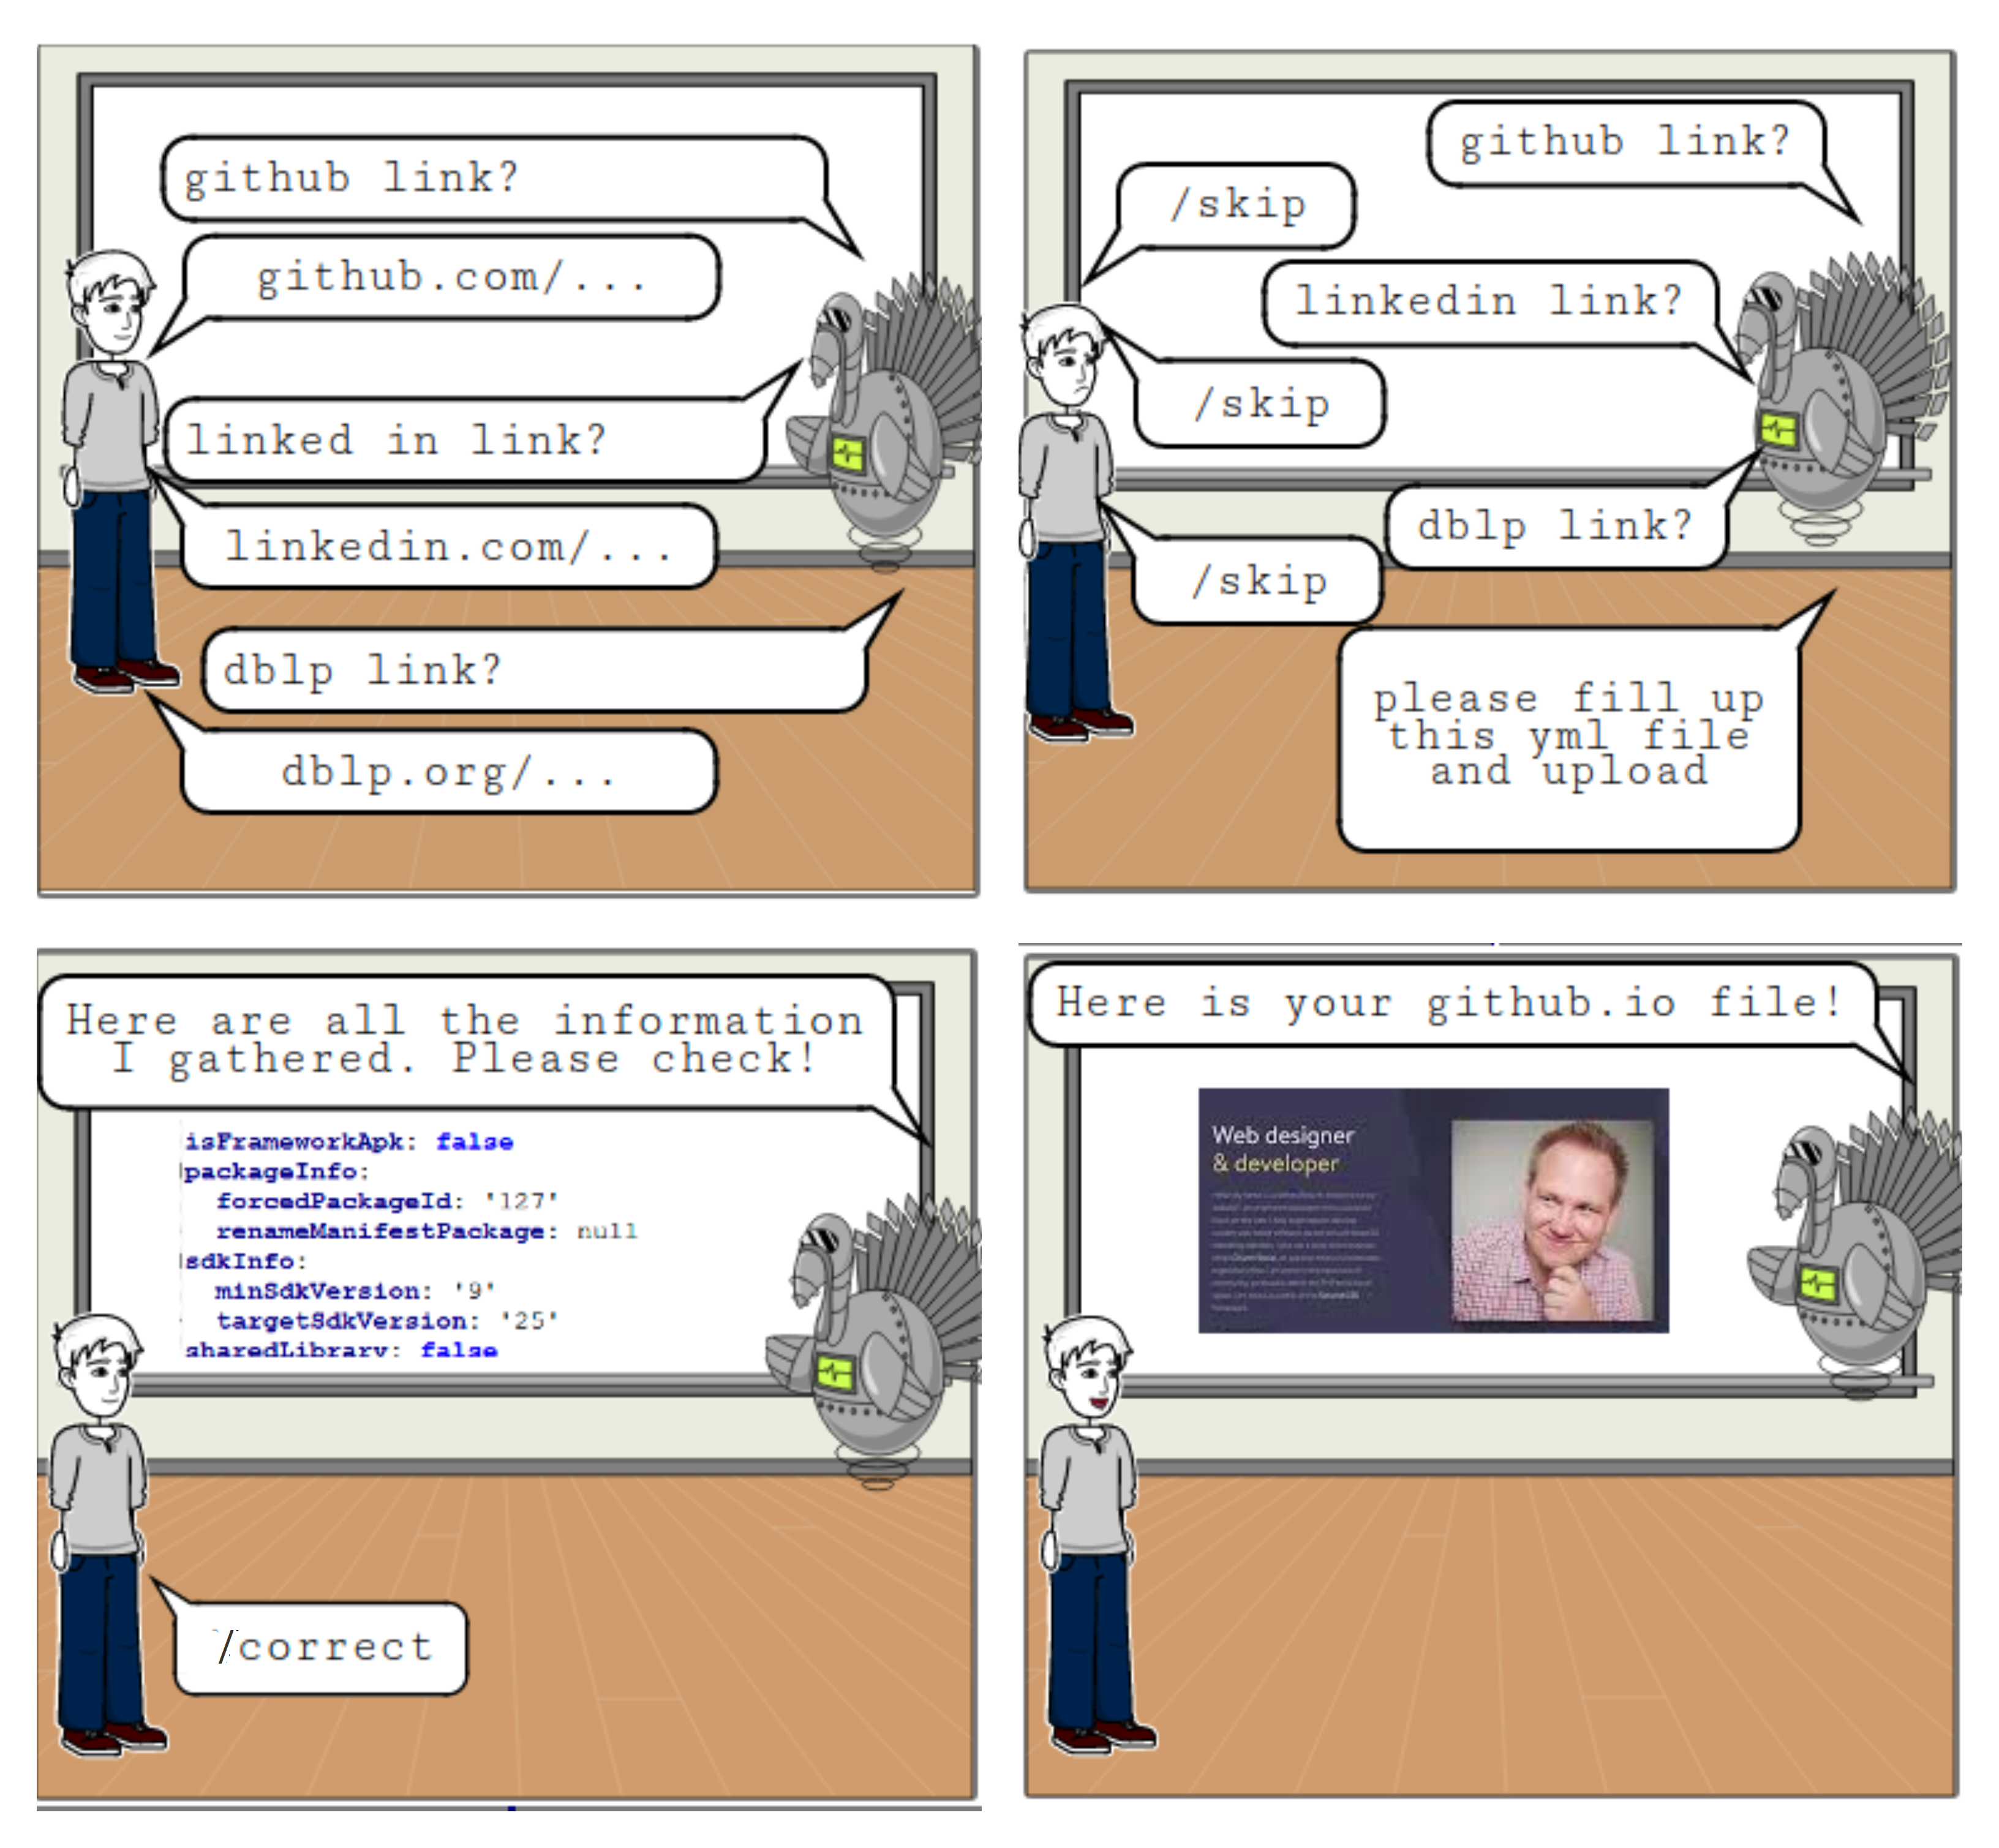 github link?
github.com/...
linked in link?
linkedin.com/...
dblp link?
dblp.org/...
github link?
/skip
linkedin link?
/skip
dblp link?
/skip
please fill up
this yml file
and upload
Here are all the information
I gathered. Please check!
isFrameworkApk: false
packageInfo:
forcedPackageId: '127'
renameManifestPackage: null
sdkInfo:
minSdkVersion: '9'
targetSdkVersion: '25'
sharedLibrary: false
/correct
Here is your github.io file!
Web designer
& developer